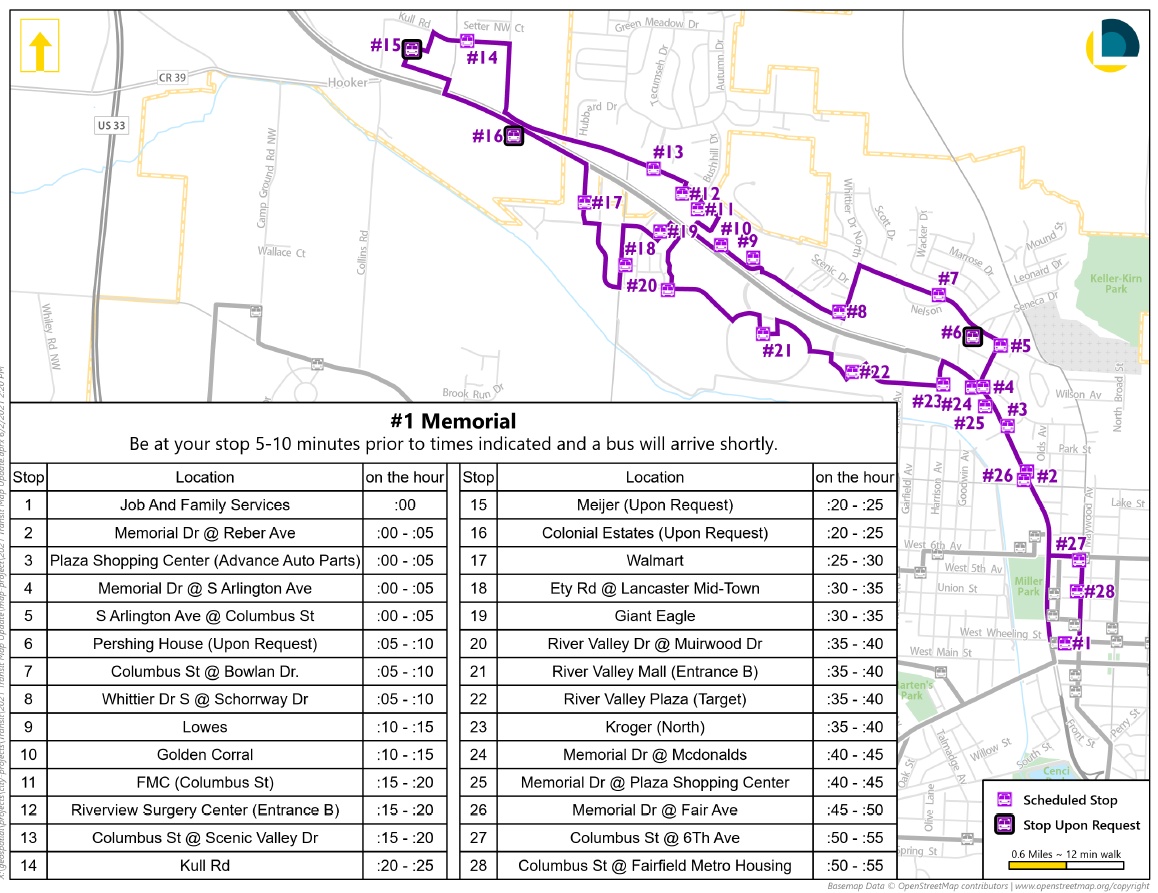 Kull Rd
Setter NW Ct
Green Meadow Dr
#15
#14
Tecumseh Dr
Autumn Dr
CR 39
Hooker
Hubbard Dr
US 33
#16
Bushhill Dr
#13
Camp Ground Rd NW
#12
#17
#11
Whittier Dr North
Scott Dr
Wacker Dr
#10
#19
#9
Mound St
Collins Rd
Wallace Ct
#18
Marrose Dr
Leonard Dr
Scenic Dr
Keller-Kirn
Park
#20
#7
Seneca Dr
Whiley Rd NW
#8
Nelson
#6
#5
#21
#22
Brook Run Dr
#23
#24
#4
Wilson Av
North Broad St
#25
#3
Olds Av
Park St
Garfield Av
Harrison Av
Goodwin Av
#26
#2
Maywood Av
Lake St
West 6th Av
#27
West 5th Av
Union St
Miller
Park
#28
West Wheeling St
#1
West Main St
Talmadge Av
Willow St
South St
Front St
Perry St
Oak St
Cenci
Olive Lane
Spring St
#1 Memorial
Be at your stop 5-10 minutes prior to times indicated and a bus will arrive shortly.
Stop Location on the hour Stop Location on the hour
1 Job And Family Services :00 15 Meijer (Upon Request) :20 - :25
2 Memorial Dr @ Reber Ave :00 - :05 16 Colonial Estates (Upon Request) :20 - :25
3 Plaza Shopping Center (Advance Auto Parts) :00 - :05 17 Walmart :25 - :30
4 Memorial Dr @ S Arlington Ave :00 - :05 18 Ety Rd @ Lancaster Mid-Town :30 - :35
5 S Arlington Ave @ Columbus St :00 - :05 19 Giant Eagle :30 - :35
6 Pershing House (Upon Request) :05 - :10 20 River Valley Dr @ Muirwood Dr :35 - :40
7 Columbus St @ Bowlan Dr. :05 - :10 21 River Valley Mall (Entrance B) :35 - :40
8 Whittier Dr S @ Schorrway Dr :05 - :10 22 River Valley Plaza (Target) :35 - :40
9 Lowes :10 - :15 23 Kroger (North) :35 - :40
10 Golden Corral :10 - :15 24 Memorial Dr @ Mcdonalds :40 - :45
11 FMC (Columbus St) :15 - :20 25 Memorial Dr @ Plaza Shopping Center :40 - :45
12 Riverview Surgery Center (Entrance B) :15 - :20 26 Memorial Dr @ Fair Ave :45 - :50
13 Columbus St @ Scenic Valley Dr :15 - :20 27 Columbus St @ 6Th Ave :50 - :55
14 Kull Rd :20 - :25 28 Columbus St @ Fairfield Metro Housing :50 - :55
Scheduled Stop
Stop Upon Request
0.6 Miles ~ 12 min walk
Basemap Data © OpenStreetMap contributors | www.openstreetmap.org/copyright